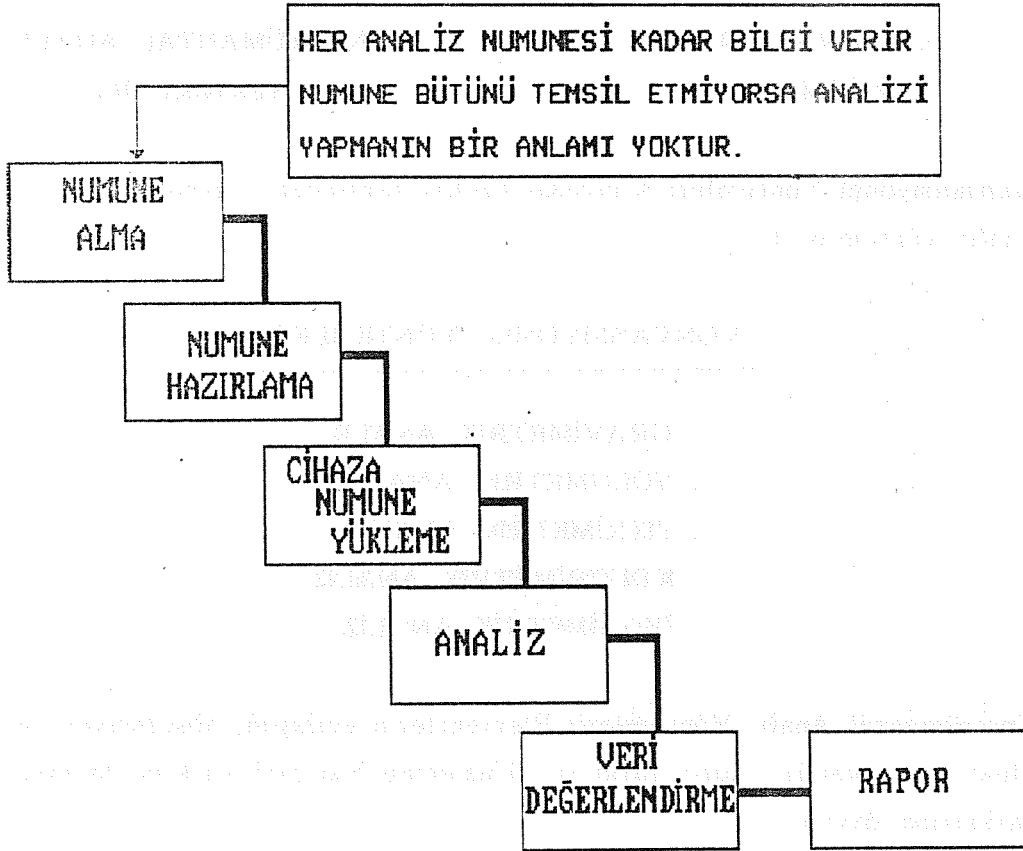 HER ANALİZ NUMUNESİ KADAR BİLGİ VERİR
NUMUNE BÜTÜNÜ TEMSİL ETMİYORSA ANALİZİ
YAPMANIN BİR ANLAMI YOKTUR.
NUMUNE
ALMA
NUMUNE
HAZIRLAMA
CİHAZA
NUMUNE
YÜKLEME
ANALİZ
VERİ
DEĞERLENDİRME
RAPOR